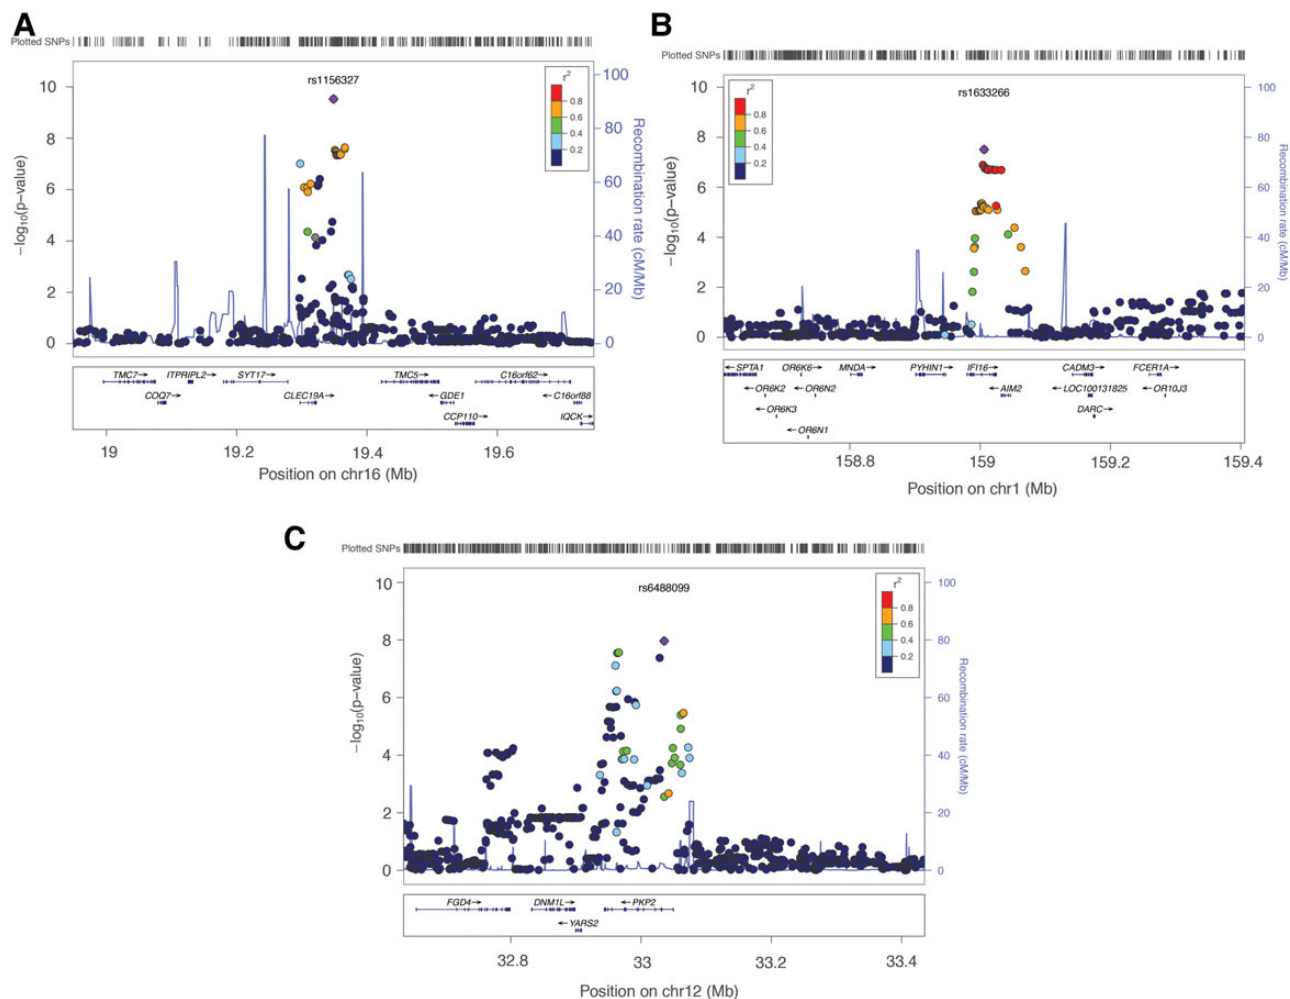 A
Plotted SNPs
rs1156327
r2
0.8
0.6
0.4
0.2
10
8
6
4
2
0
−log10(p−value)
100
80
60
40
20
0
Recombination rate (cM/Mb)
TMC7→
ITPRIPL2→
SYT17→
TMC5→
C16orf62→
COQ7→
CLEC19A→
←GDE1
←C16orf88
CCP110→
IQCK→
19
19.2
19.4
19.6
Position on chr16 (Mb)
B
Plotted SNPs
rs1633266
r2
0.8
0.6
0.4
0.2
10
8
6
4
2
0
−log10(p−value)
100
80
60
40
20
0
Recombination rate (cM/Mb)
←SPTA1
OR6K6→
MNDA→
PYHIN1→
IFI16→
CADM3→
FCER1A→
←OR6K2
←OR6N2
←AIM2
←LOC100131825
←OR10J3
←OR6K3
DARC→
←OR6N1
158.8
159
159.2
159.4
Position on chr1 (Mb)
C
Plotted SNPs
rs6488099
r2
0.8
0.6
0.4
0.2
10
8
6
4
2
0
−log10(p−value)
100
80
60
40
20
0
Recombination rate (cM/Mb)
FGD4→
DNM1L→
←PKP2
←YARS2
32.8
33
33.2
33.4
Position on chr12 (Mb)